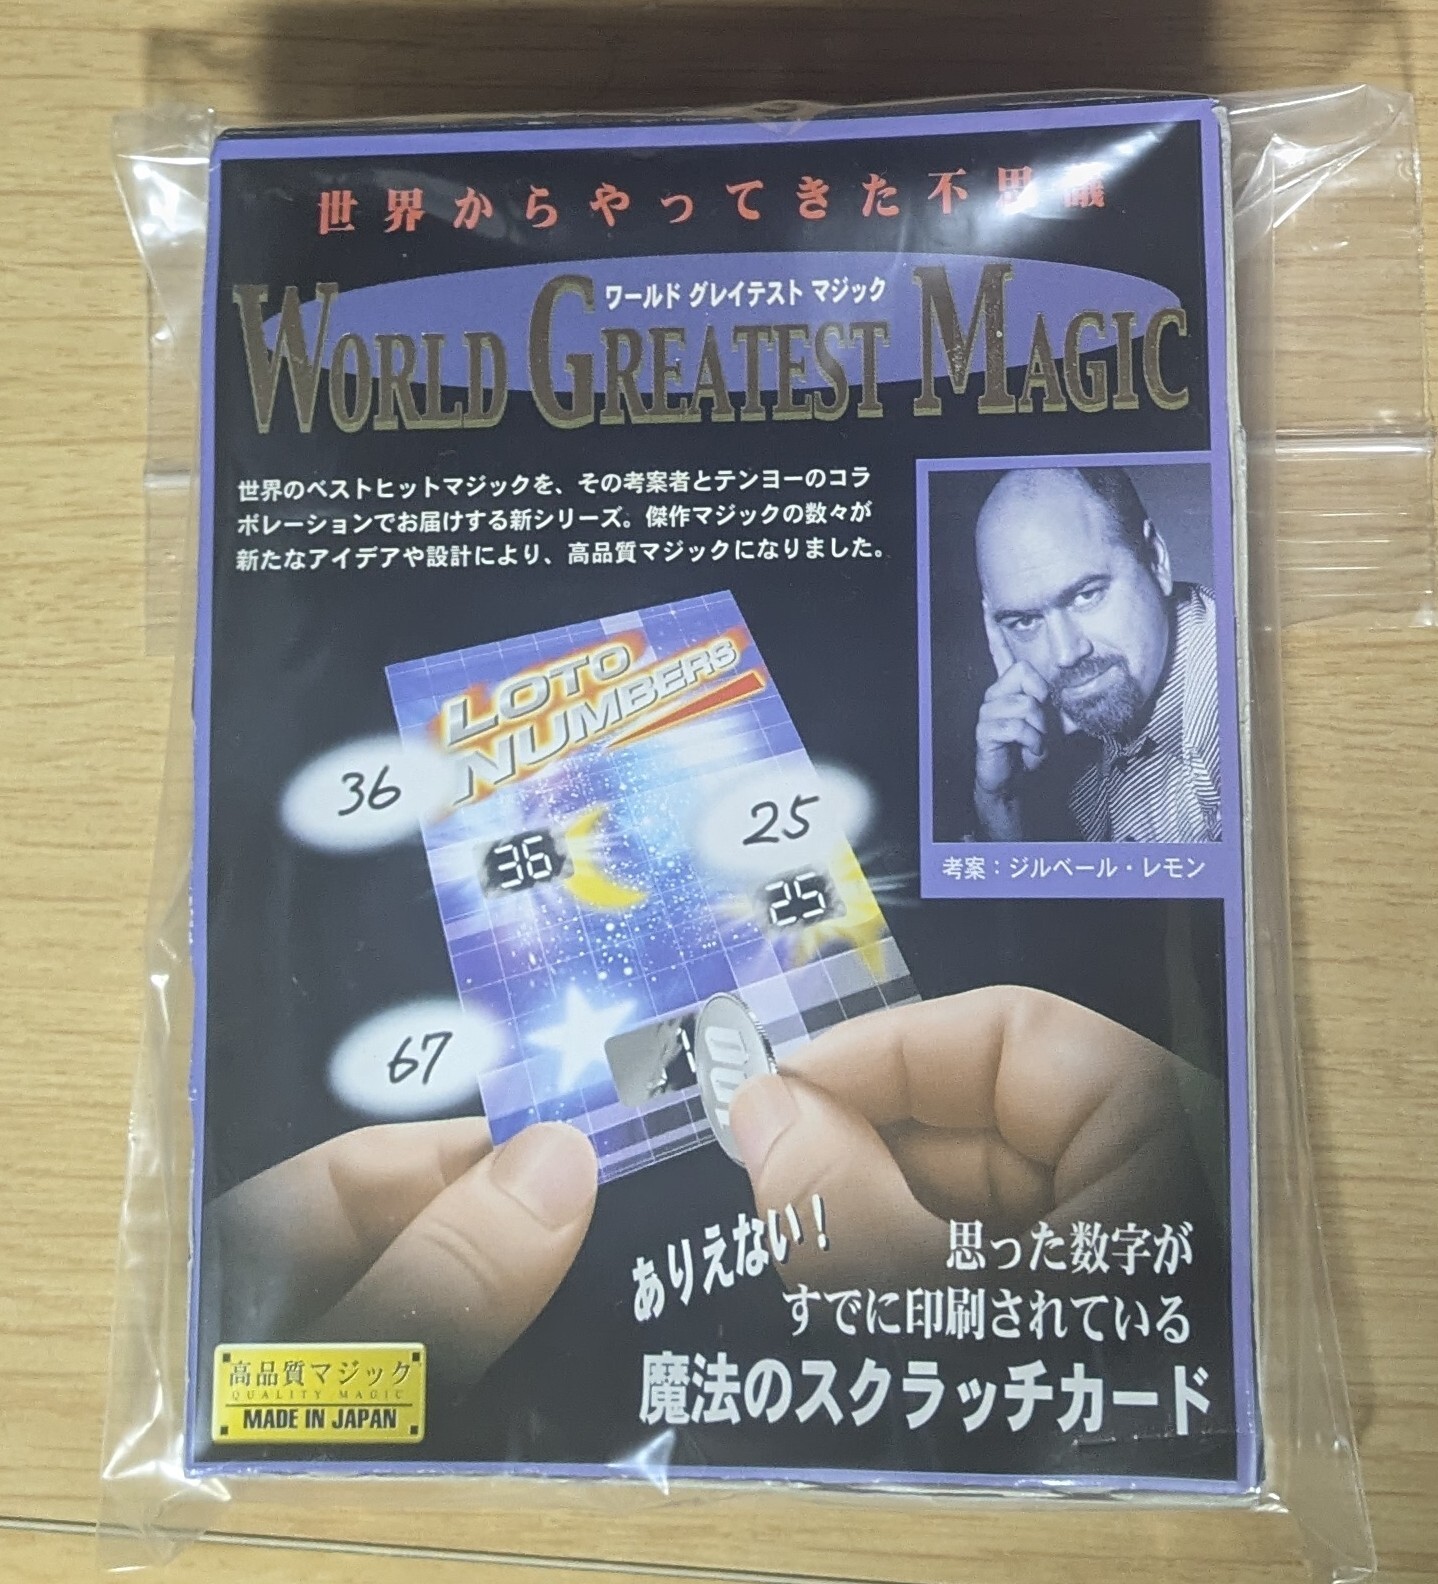 世界からやってきた不思議
ワールド グレイテスト マジック
WORLD GREATEST MAGIC
世界のベストヒットマジックを、その考案者とテンヨーのコラ
ボレーションでお届けする新シリーズ。傑作マジックの数々が
新たなアイデアや設計により、高品質マジックになりました。
考案：ジルベール・レモン
LOTO
NUMBERS
36
25
36
25
67
1
100
ありえない！
思った数字が
すでに印刷されている
魔法のスクラッチカード
高品質マジック
QUALITY MAGIC
MADE IN JAPAN